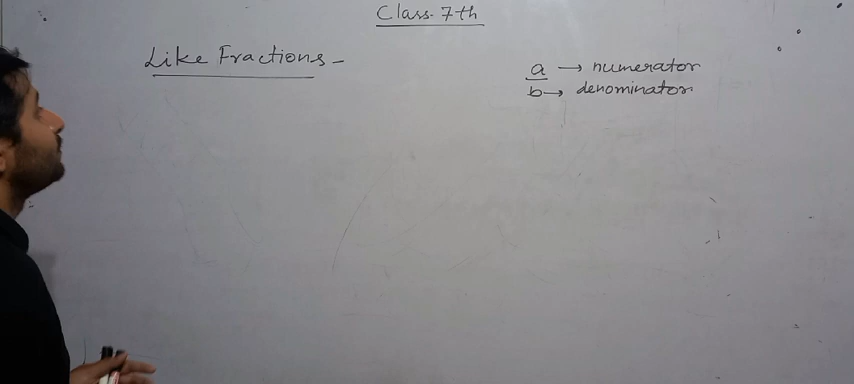 Class-7th
Like Fractions-
a → numerator
b → denominator